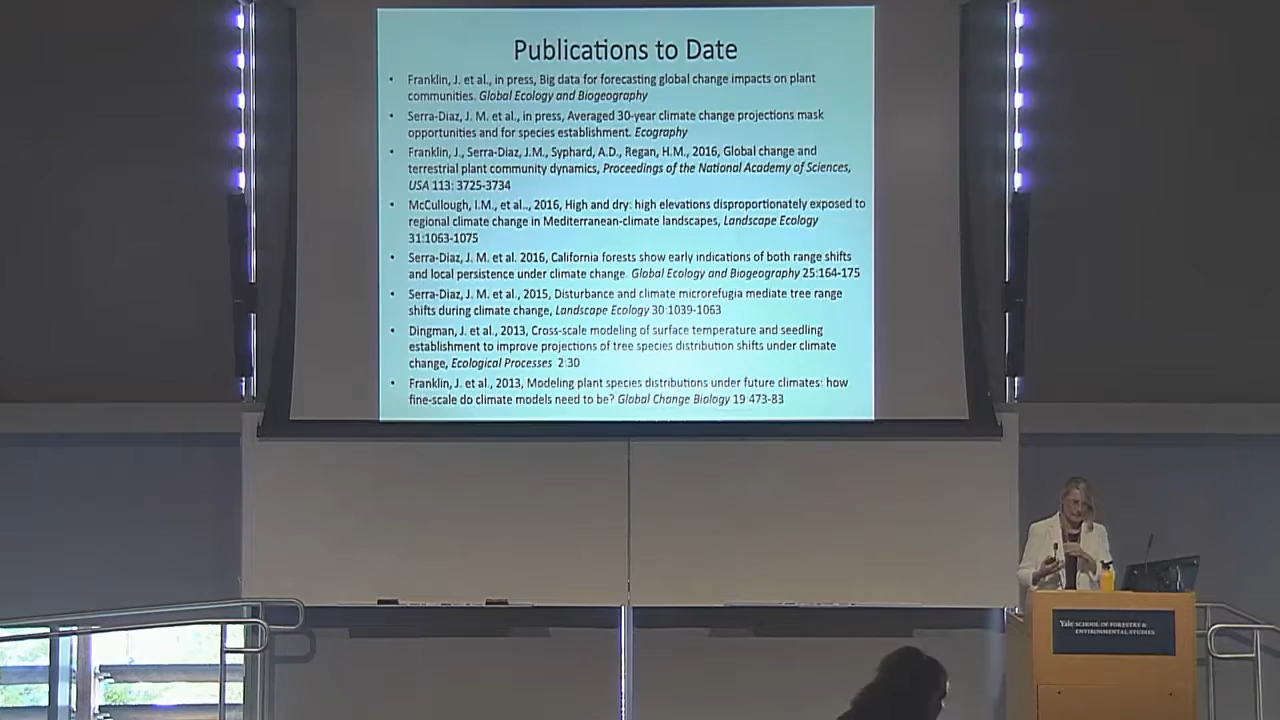 Publications to Date
• Franklin, J. et al., in press, Big data for forecasting global change impacts on plant
communities. Global Ecology and Biogeography
• Serra-Diaz, J. M. et al., in press, Averaged 30-year climate change projections mask
opportunities and for species establishment. Ecography
• Franklin, J., Serra-Diaz, J.M., Syphard, A.D., Regan, H.M., 2016, Global change and
terrestrial plant community dynamics, Proceedings of the National Academy of Sciences,
USA 113: 3725-3734
• McCullough, I.M., et al.., 2016, High and dry: high elevations disproportionately exposed to
regional climate change in Mediterranean-climate landscapes, Landscape Ecology
31:1063-1075
• Serra-Diaz, J. M. et al. 2016, California forests show early indications of both range shifts
and local persistence under climate change. Global Ecology and Biogeography 25:164-175
• Serra-Diaz, J. M. et al., 2015, Disturbance and climate microrefugia mediate tree range
shifts during climate change, Landscape Ecology 30:1039-1063
• Dingman, J. et al., 2013, Cross-scale modeling of surface temperature and seedling
establishment to improve projections of tree species distribution shifts under climate
change, Ecological Processes 2:30
• Franklin, J. et al., 2013, Modeling plant species distributions under future climates: how
fine-scale do climate models need to be? Global Change Biology 19:473-83
Yale SCHOOL OF FORESTRY &
ENVIRONMENTAL STUDIES